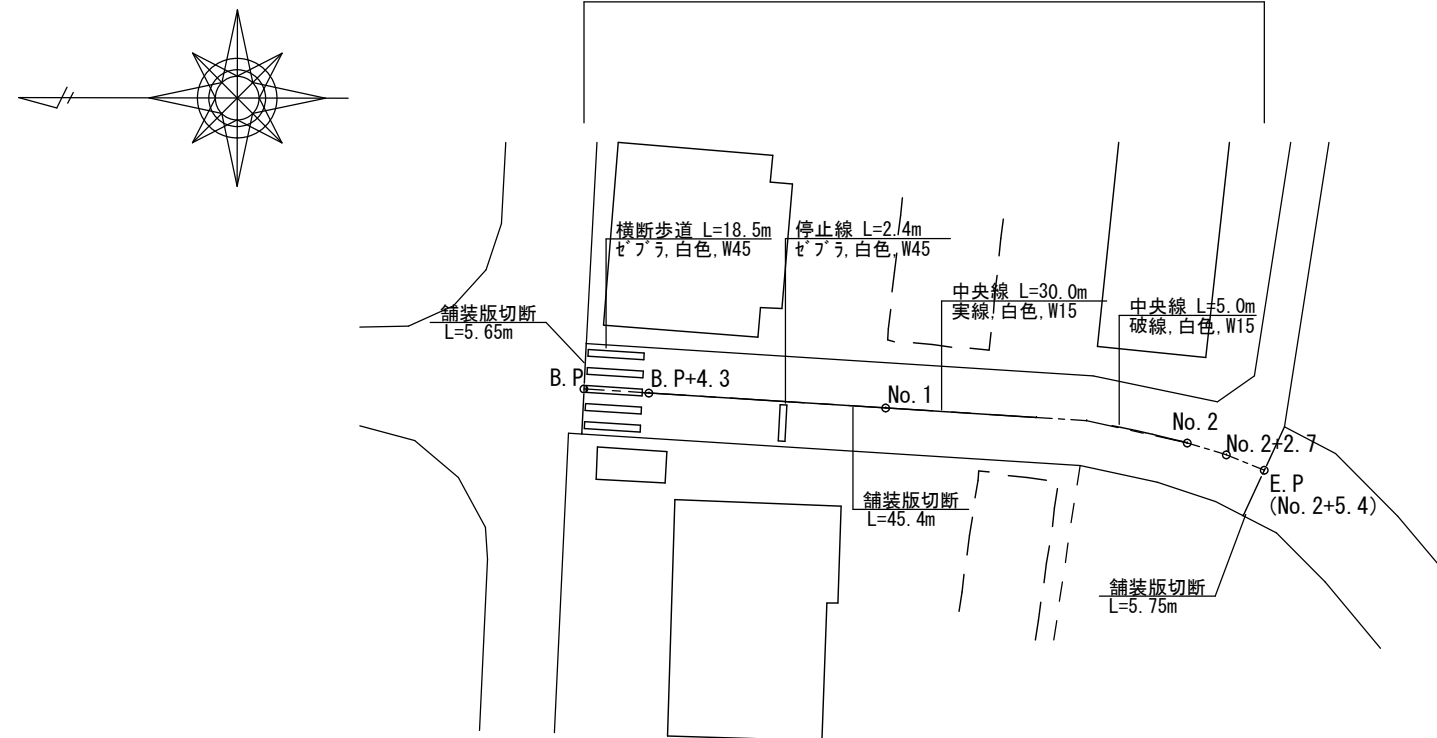 横断歩道 L=18.5m
ｾﾞﾌﾞﾗ,白色,W45
停止線 L=2.4m
ｾﾞﾌﾞﾗ,白色,W45
中央線 L=30.0m
実線,白色,W15
中央線 L=5.0m
破線,白色,W15
舗装版切断
L=5.65m
B.P
B.P+4.3
No.1
No.2
No.2+2.7
E.P
(No.2+5.4)
舗装版切断
L=45.4m
舗装版切断
L=5.75m